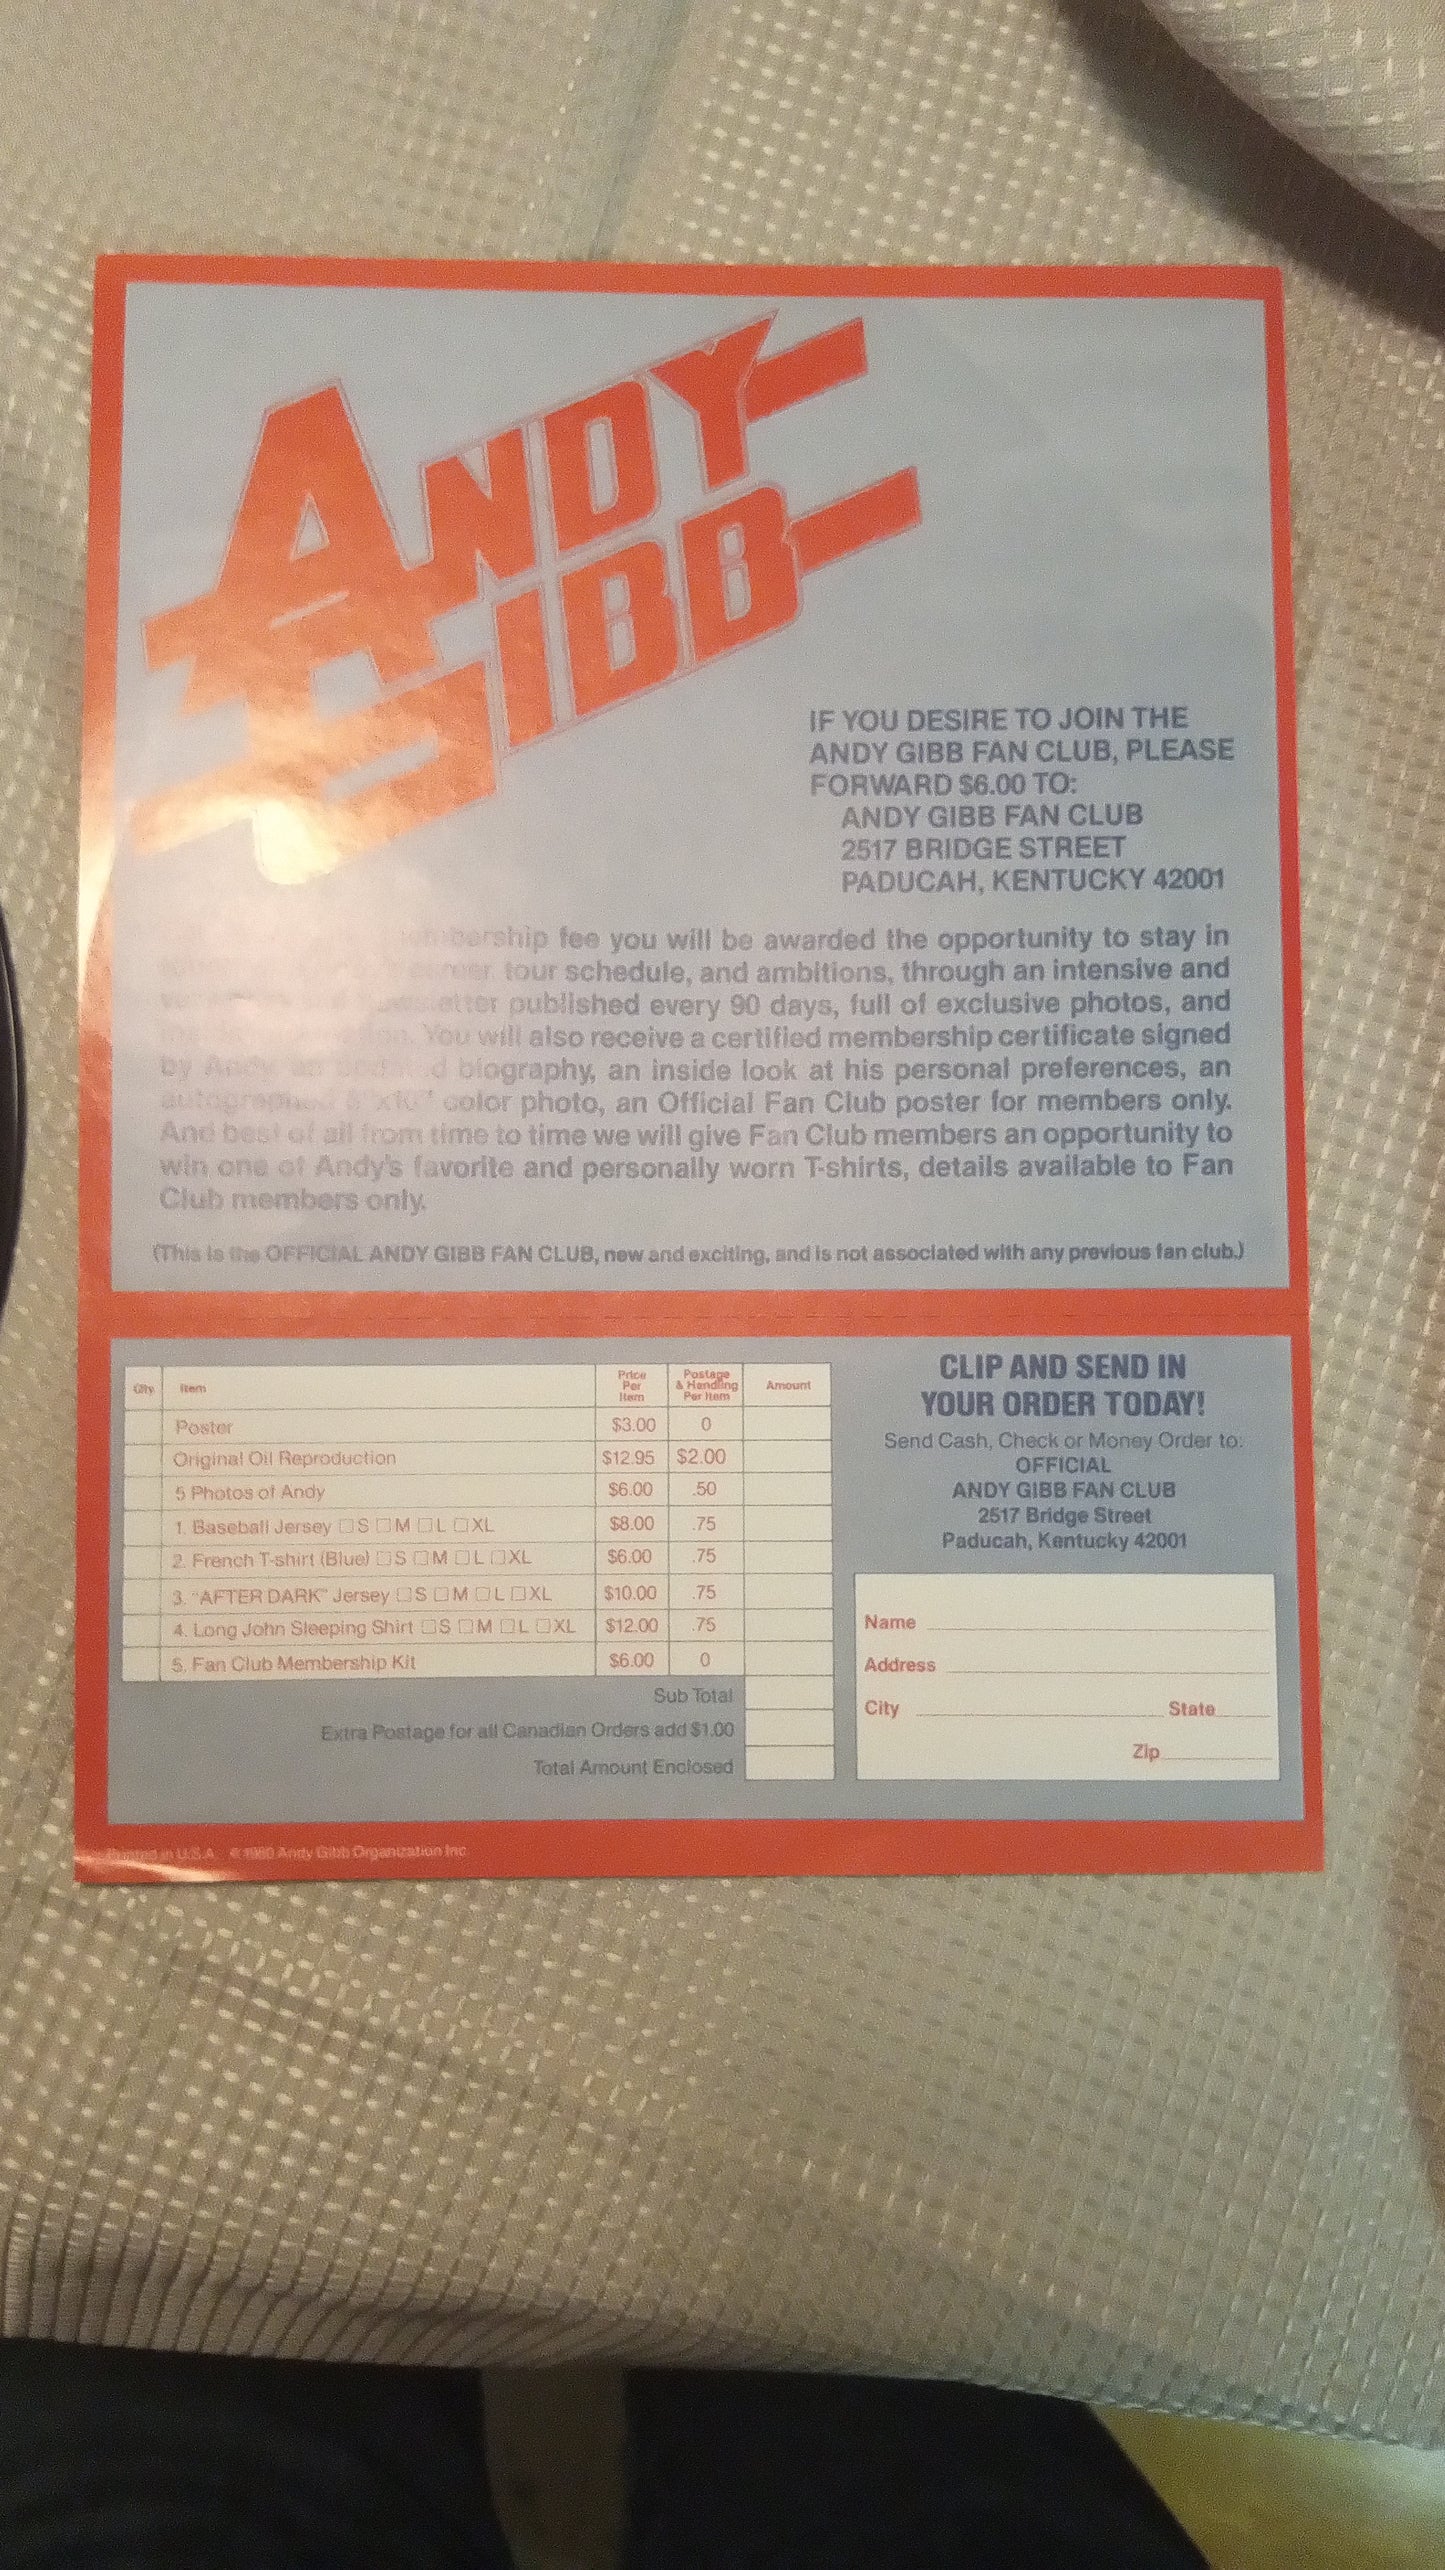 ANDY
GIBB
IF YOU DESIRE TO JOIN THE
ANDY GIBB FAN CLUB, PLEASE
FORWARD $6.00 TO:
ANDY GIBB FAN CLUB
2517 BRIDGE STREET
PADUCAH, KENTUCKY 42001
membership fee you will be awarded the opportunity to stay in
career, tour schedule, and ambitions, through an intensive and
newsletter published every 90 days, full of exclusive photos, and
You will also receive a certified membership certificate signed
by Andy, biography, an inside look at his personal preferences, an
autographed 8"x10" color photo, an Official Fan Club poster for members only.
And best of all from time to time we will give Fan Club members an opportunity to
win one of Andy's favorite and personally worn T-shirts, details available to Fan
Club members only.
(This is the OFFICIAL ANDY GIBB FAN CLUB, new and exciting, and is not associated with any previous fan club.)
Qty Item Price Per Item Postage & Handling Per Item Amount
Poster $3.00 0
Original Oil Reproduction $12.95 $2.00
5 Photos of Andy $6.00 .50
1. Baseball Jersey □S □M □L □XL $8.00 .75
2. French T-shirt (Blue) □S □M □L □XL $6.00 .75
3. "AFTER DARK" Jersey □S □M □L □XL $10.00 .75
4. Long John Sleeping Shirt □S □M □L □XL $12.00 .75
5. Fan Club Membership Kit $6.00 0
Sub Total
Extra Postage for all Canadian Orders add $1.00
Total Amount Enclosed
CLIP AND SEND IN
YOUR ORDER TODAY!
Send Cash, Check or Money Order to:
OFFICIAL
ANDY GIBB FAN CLUB
2517 Bridge Street
Paducah, Kentucky 42001
Name
Address
City State
Zip
Printed in U.S.A. © 1980 Andy Gibb Organization Inc.